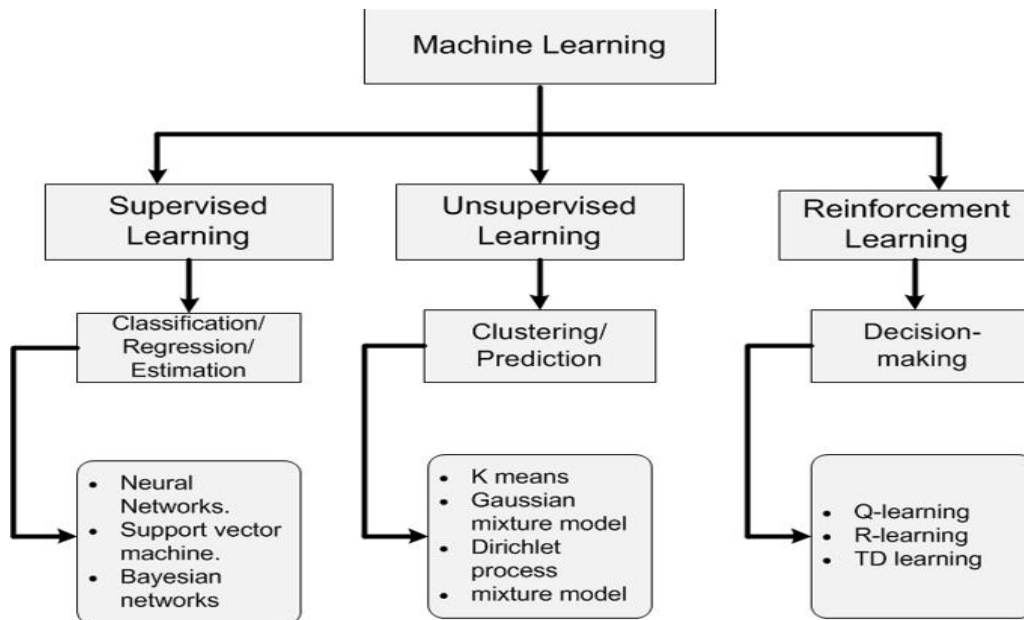 Machine Learning
Supervised
Learning
Unsupervised
Learning
Reinforcement
Learning
Classification/
Regression/
Estimation
Clustering/
Prediction
Decision-
making
• Neural
Networks.
• Support vector
machine.
• Bayesian
networks
• K means
• Gaussian
mixture model
• Dirichlet
process
• mixture model
• Q-learning
• R-learning
• TD learning